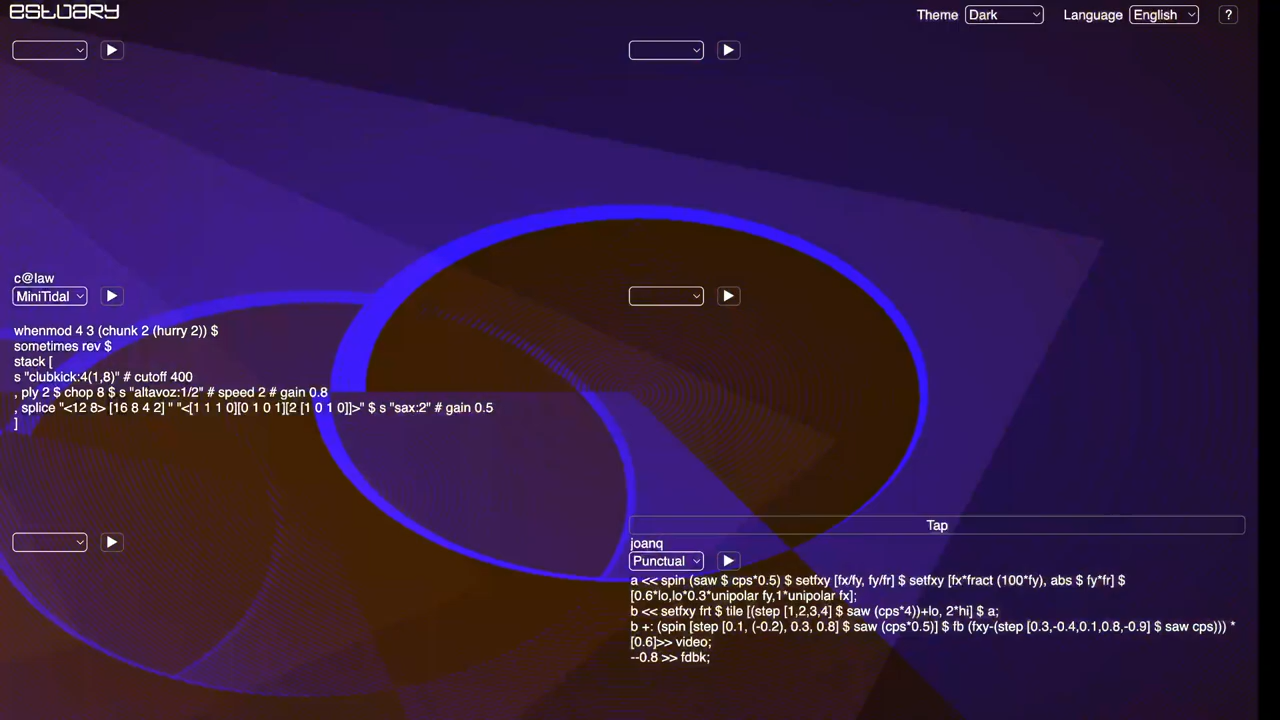 estuary
Theme Dark Language English ?
c@law
MiniTidal
whenmod 4 3 (chunk 2 (hurry 2)) $
sometimes rev $
stack [
s "clubkick:4(1,8)" # cutoff 400
, ply 2 $ chop 8 $ s "altavoz:1/2" # speed 2 # gain 0.8
, splice "<12 8> [16 8 4 2] " "<[1 1 1 0][0 1 0 1][2 [1 0 1 0]]>" $ s "sax:2" # gain 0.5
]
Tap
joanq
Punctual
a << spin (saw $ cps*0.5) $ setfxy [fx/fy, fy/fr] $ setfxy [fx*fract (100*fy), abs $ fy*fr] $
[0.6*lo,lo*0.3*unipolar fy,1*unipolar fx];
b << setfxy frt $ tile [(step [1,2,3,4] $ saw (cps*4))+lo, 2*hi] $ a;
b +: (spin [step [0.1, (-0.2), 0.3, 0.8] $ saw (cps*0.5)] $ fb (fxy-(step [0.3,-0.4,0.1,0.8,-0.9] $ saw cps))) *
[0.6]>> video;
--0.8 >> fdbk;